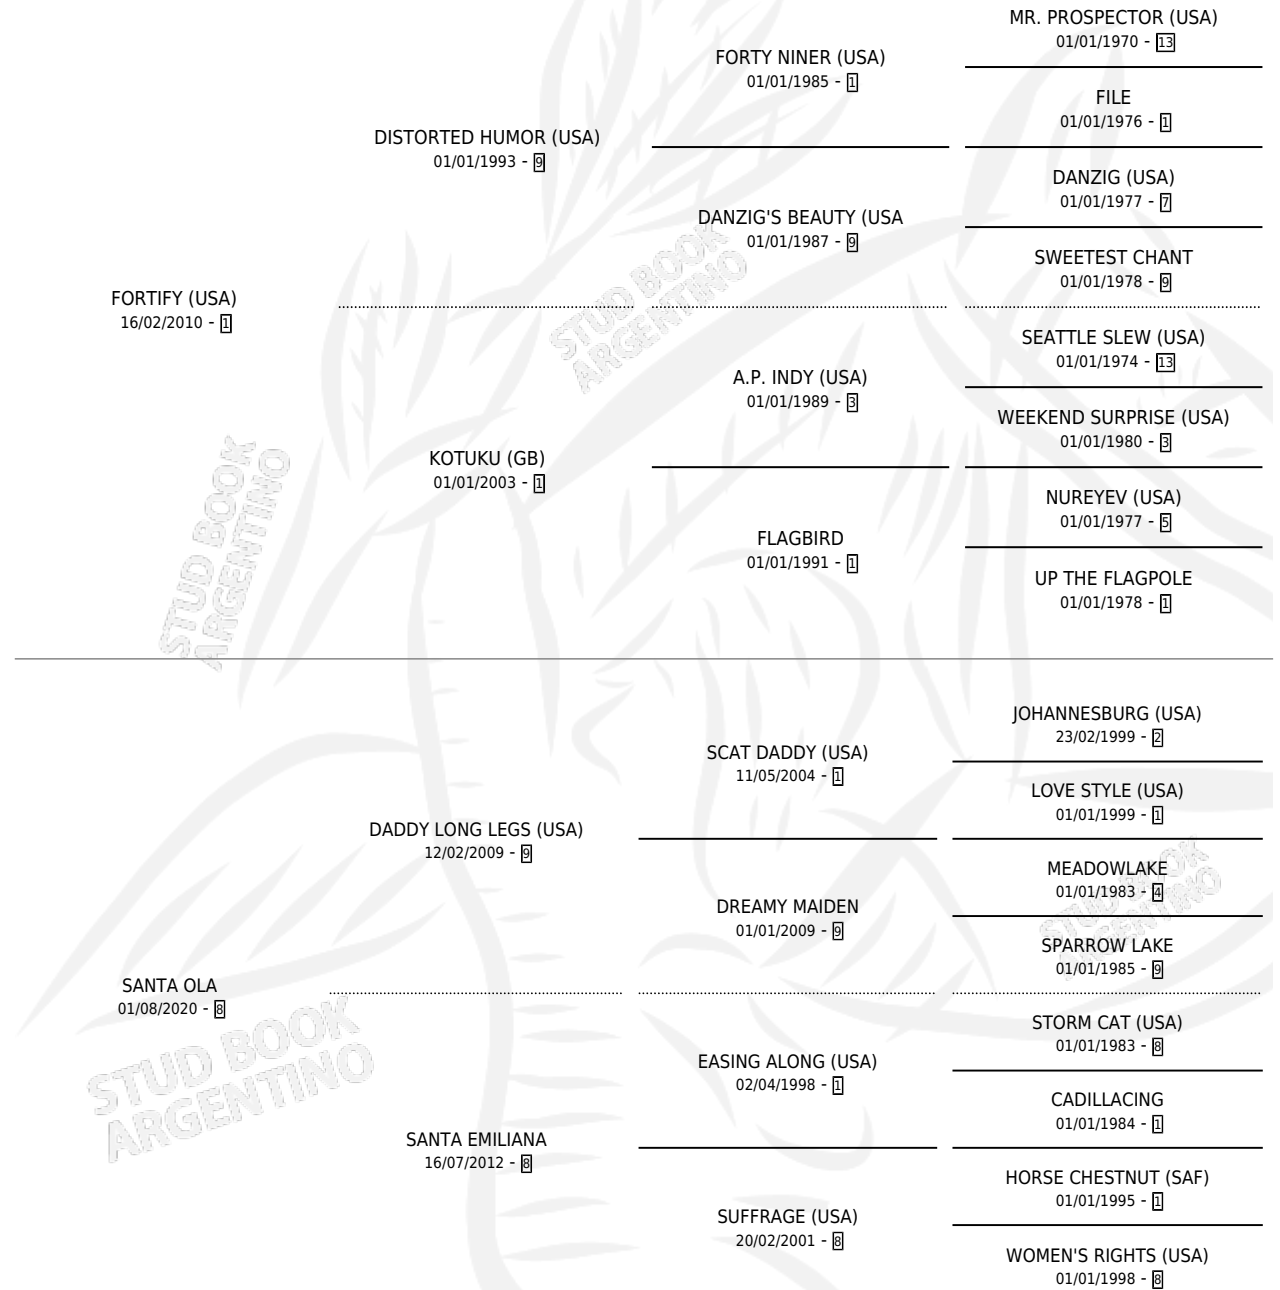 MR. PROSPECTOR (USA)
01/01/1970 - 13
FORTY NINER (USA)
01/01/1985 - 1
FILE
01/01/1976 - 1
DISTORTED HUMOR (USA)
01/01/1993 - 9
DANZIG (USA)
01/01/1977 - 7
DANZIG'S BEAUTY (USA
01/01/1987 - 9
SWEETEST CHANT
01/01/1978 - 9
FORTIFY (USA)
16/02/2010 - 1
STUD BOOK
ARGENTINO
SEATTLE SLEW (USA)
01/01/1974 - 13
A.P. INDY (USA)
01/01/1989 - 3
WEEKEND SURPRISE (USA)
01/01/1980 - 3
KOTUKU (GB)
01/01/2003 - 1
NUREYEV (USA)
01/01/1977 - 5
FLAGBIRD
01/01/1991 - 1
UP THE FLAGPOLE
01/01/1978 - 1
STUD BOOK
ARGENTINO
JOHANNESBURG (USA)
23/02/1999 - 2
SCAT DADDY (USA)
11/05/2004 - 1
LOVE STYLE (USA)
01/01/1999 - 1
DADDY LONG LEGS (USA)
12/02/2009 - 9
MEADOWLAKE
01/01/1983 - 4
DREAMY MAIDEN
01/01/2009 - 9
SPARROW LAKE
01/01/1985 - 9
STUD BOOK
ARGENTINO
SANTA OLA
01/08/2020 - 8
STORM CAT (USA)
01/01/1983 - 8
EASING ALONG (USA)
02/04/1998 - 1
CADILLACING
01/01/1984 - 1
SANTA EMILIANA
16/07/2012 - 8
HORSE CHESTNUT (SAF)
01/01/1995 - 1
SUFFRAGE (USA)
20/02/2001 - 8
WOMEN'S RIGHTS (USA)
01/01/1998 - 8
STUD BOOK
ARGENTINO